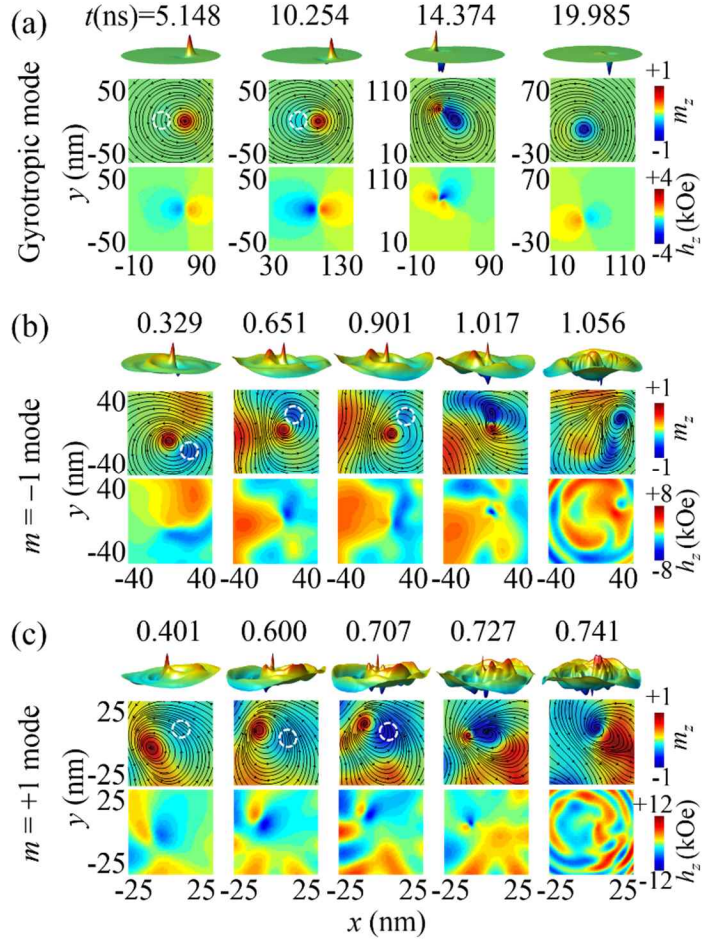 (a) t(ns)=5.148 10.254 14.374 19.985
Gyrotropic mode
y (nm)
50 50 110 70 +1
m_z
-50 -50 10 -30 -1
50 50 110 70 +4
h_z (kOe)
-50 -50 10 -30 -4
-10 90 30 130 10 90 10 110
(b) 0.329 0.651 0.901 1.017 1.056
m = −1 mode
y (nm)
40 +1
m_z
-40 -1
40 +8
h_z (kOe)
-40 -8
-40 40 -40 40 -40 40 -40 40 -40 40
(c) 0.401 0.600 0.707 0.727 0.741
m = +1 mode
y (nm)
25 +1
m_z
-25 -1
25 +12
h_z (kOe)
-25 -12
-25 25 -25 25 -25 25 -25 25 -25 25
x (nm)